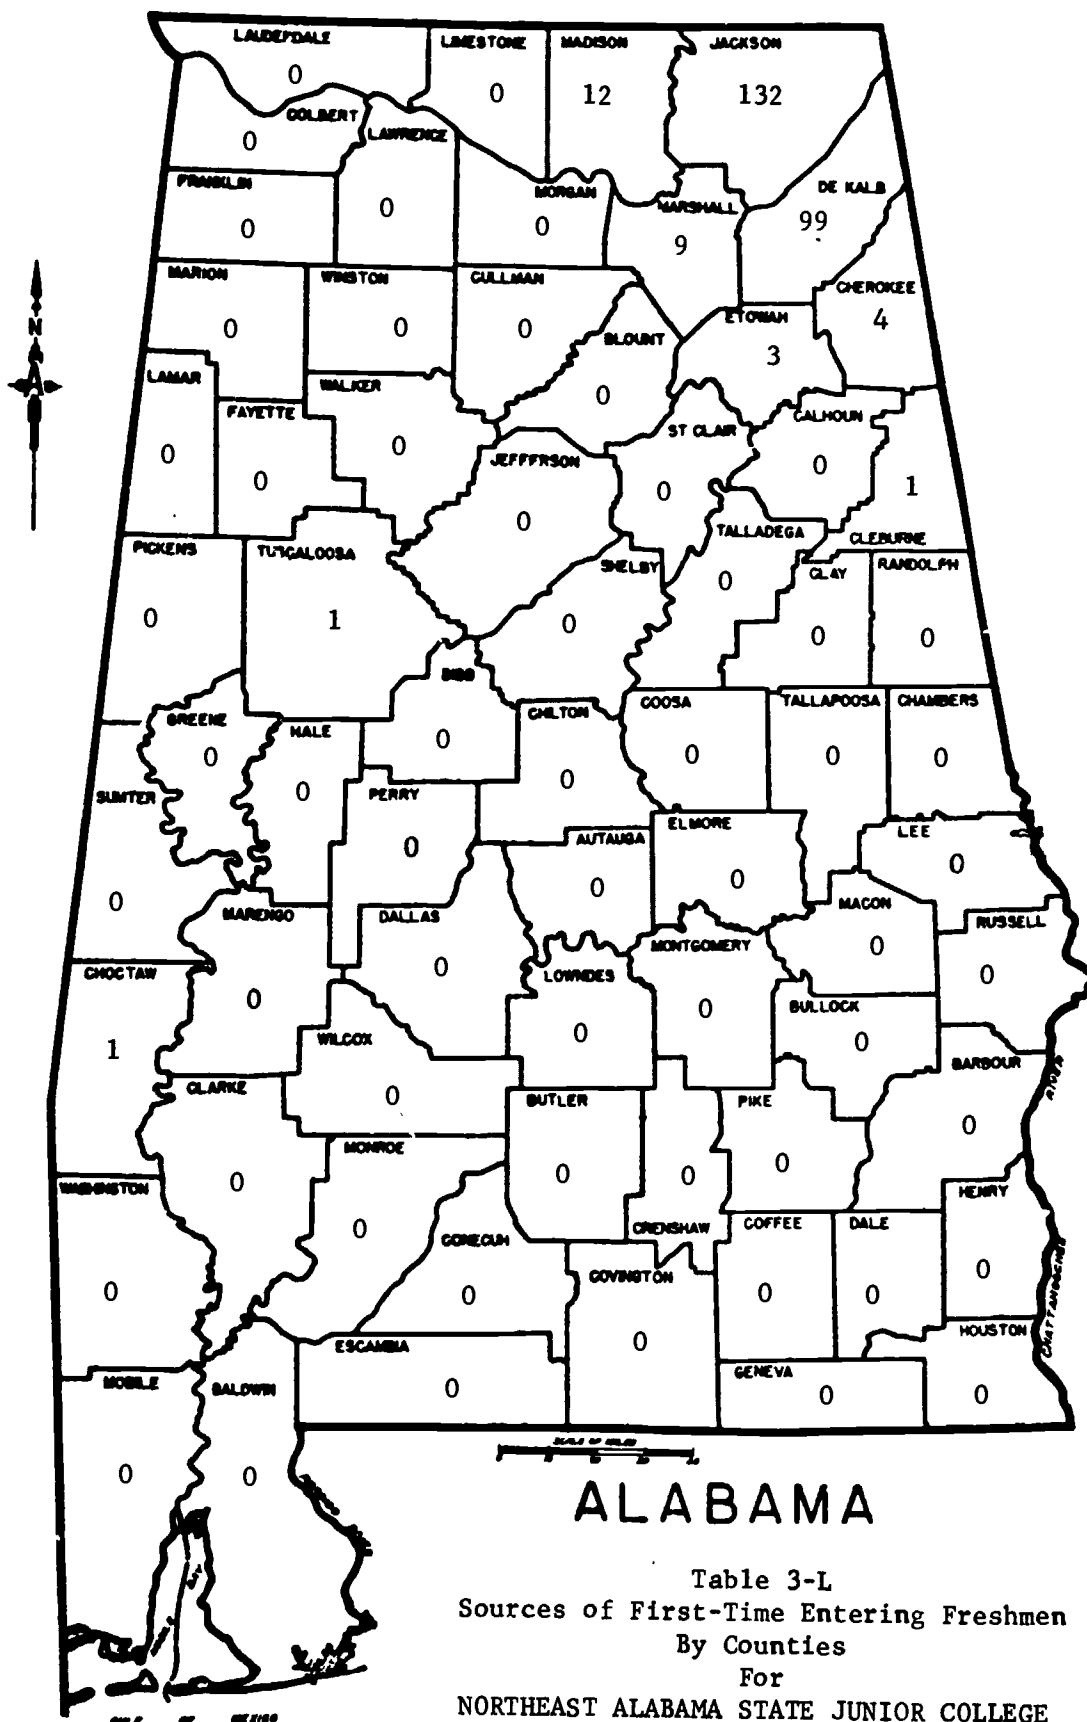 LAUDERDALE
0
LIMESTONE
0
MADISON
12
JACKSON
132
COLBERT
0
LAWRENCE
0
FRANKLIN
0
MORGAN
0
MARSHALL
9
DE KALB
99
MARION
0
WINSTON
0
CULLMAN
0
BLOUNT
0
ETOWAH
3
CHEROKEE
4
N
LAMAR
0
FAYETTE
0
WALKER
0
JEFFERSON
0
ST CLAIR
0
CALHOUN
0
1
CLEBURNE
PICKENS
0
TUSCALOOSA
1
SHELBY
0
TALLADEGA
0
CLAY
0
RANDOLPH
0
BIBB
0
GREENE
0
HALE
0
CHILTON
0
COOSA
0
TALLAPOOSA
0
CHAMBERS
0
SUMTER
0
PERRY
0
AUTAUGA
0
ELMORE
0
LEE
0
MARENGO
0
DALLAS
0
LOWNDES
0
MONTGOMERY
0
MACON
0
RUSSELL
0
CHOCTAW
1
WILCOX
0
BULLOCK
0
BARBOUR
0
RIVER
CLARKE
0
BUTLER
0
0
CRENSHAW
PIKE
0
MONROE
0
WASHINGTON
0
CONECUH
0
COVINGTON
0
COFFEE
0
DALE
0
HENRY
0
CHATTAHOOCHEE
ESCAMBIA
0
GENEVA
0
HOUSTON
0
MOBILE
0
BALDWIN
0
SCALE OF MILES
ALABAMA
Table 3-L
Sources of First-Time Entering Freshmen
By Counties
For
NORTHEAST ALABAMA STATE JUNIOR COLLEGE
GULF OF MEXICO